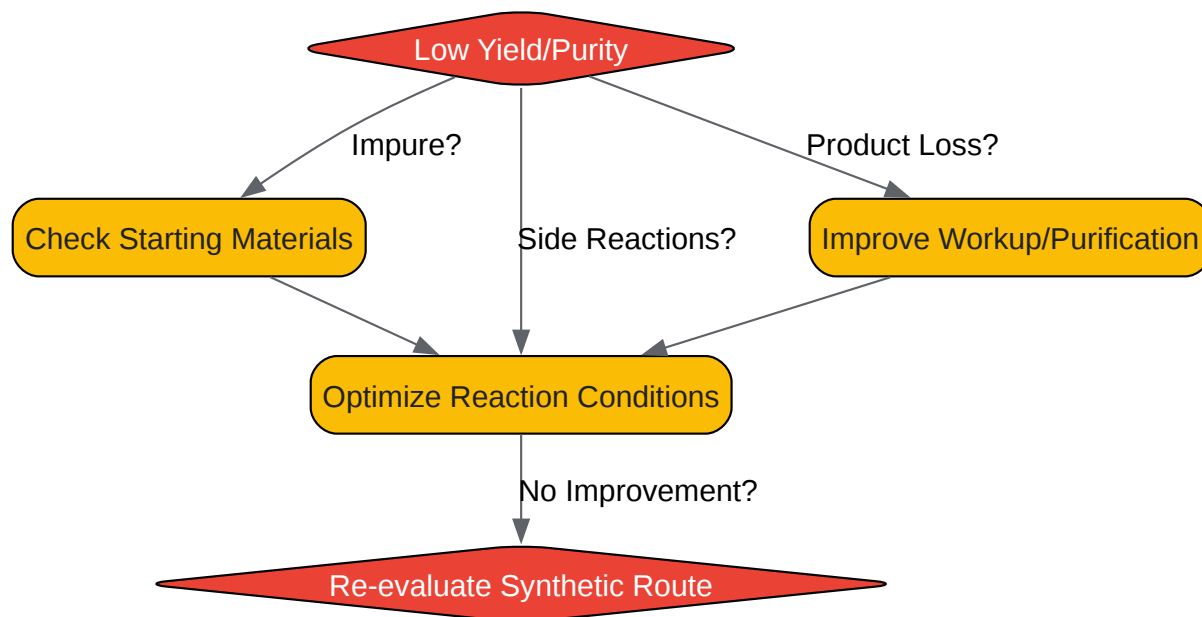 Low Yield/Purity
Impure?
Product Loss?
Check Starting Materials
Side Reactions?
Improve Workup/Purification
Optimize Reaction Conditions
No Improvement?
Re-evaluate Synthetic Route